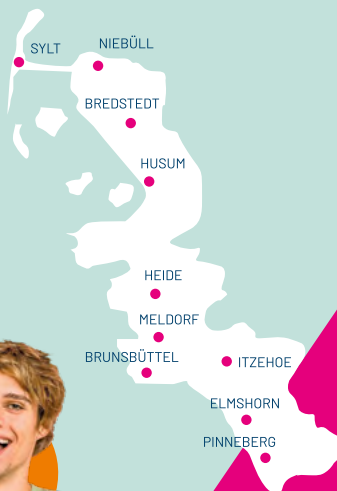 SYLT
NIEBÜLL
BREDSTEDT
HUSUM
HEIDE
MELDORF
BRUNSBÜTTEL
ITZEHOE
ELMSHORN
PINNEBERG